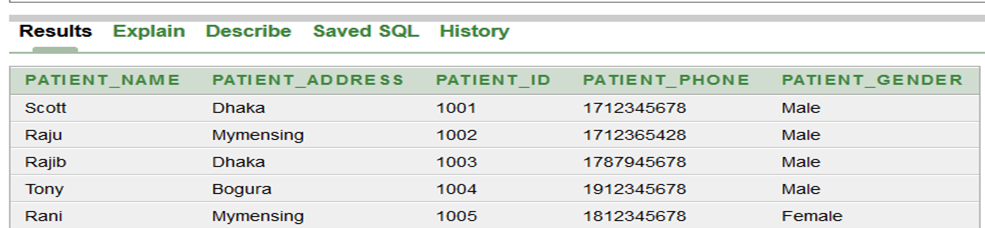 Results Explain Describe Saved SQL History
PATIENT_NAME PATIENT_ADDRESS PATIENT_ID PATIENT_PHONE PATIENT_GENDER
Scott Dhaka 1001 1712345678 Male
Raju Mymensing 1002 1712365428 Male
Rajib Dhaka 1003 1787945678 Male
Tony Bogura 1004 1912345678 Male
Rani Mymensing 1005 1812345678 Female